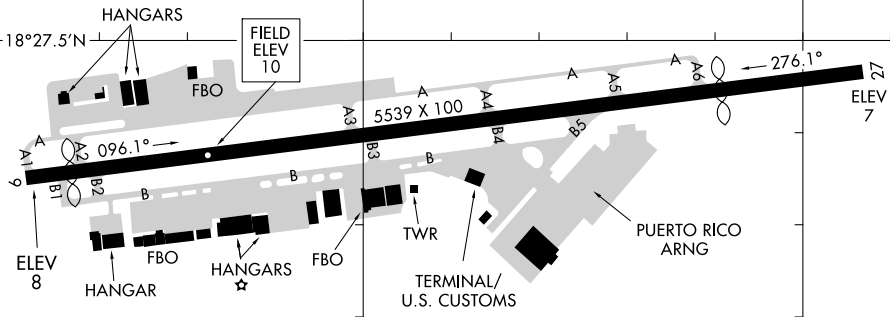 HANGARS
18°27.5'N
FIELD
ELEV
10
FBO
A
A
A
A
A6
276.1°
27
ELEV
7
A5
A4
A3
5539 X 100
A
A1
A2
096.1°
9
B1
B2
B
B
B3
B
B4
B5
ELEV
8
HANGAR
FBO
HANGARS
FBO
TWR
TERMINAL/
U.S. CUSTOMS
PUERTO RICO
ARNG